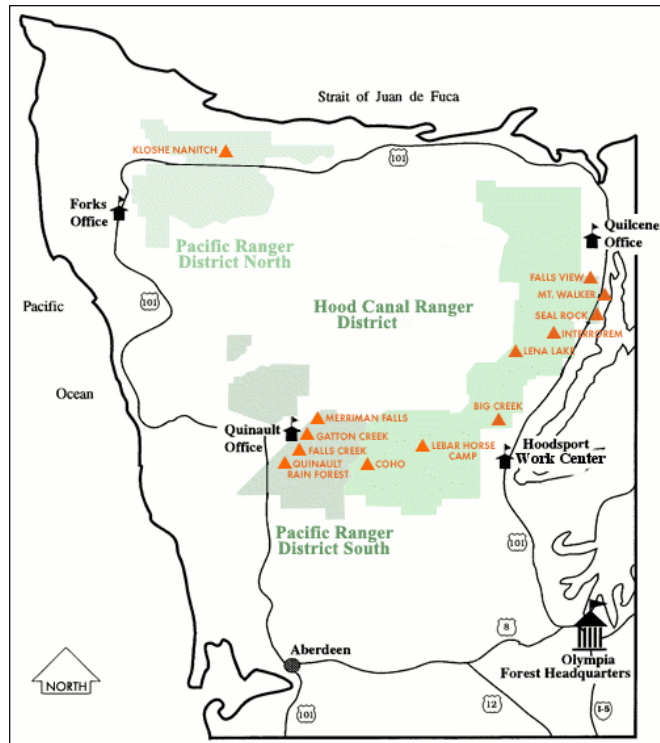 Strait of Juan de Fuca
KLOSHE NANITCH
101
Forks
Office
Quilcene
Office
Pacific Ranger
District North
FALLS VIEW
MT. WALKER
101
Pacific
Hood Canal Ranger
District
SEAL ROCK
INTERROREM
LENA LAKE
Ocean
BIG CREEK
MERRIMAN FALLS
Quinault
Office
GATTON CREEK
FALLS CREEK
LEBAR HORSE
CAMP
Hoodsport
Work Center
QUINAULT
RAIN FOREST
COHO
Pacific Ranger
District South
101
8
Aberdeen
Olympia
Forest Headquarters
NORTH
101
12
I-5